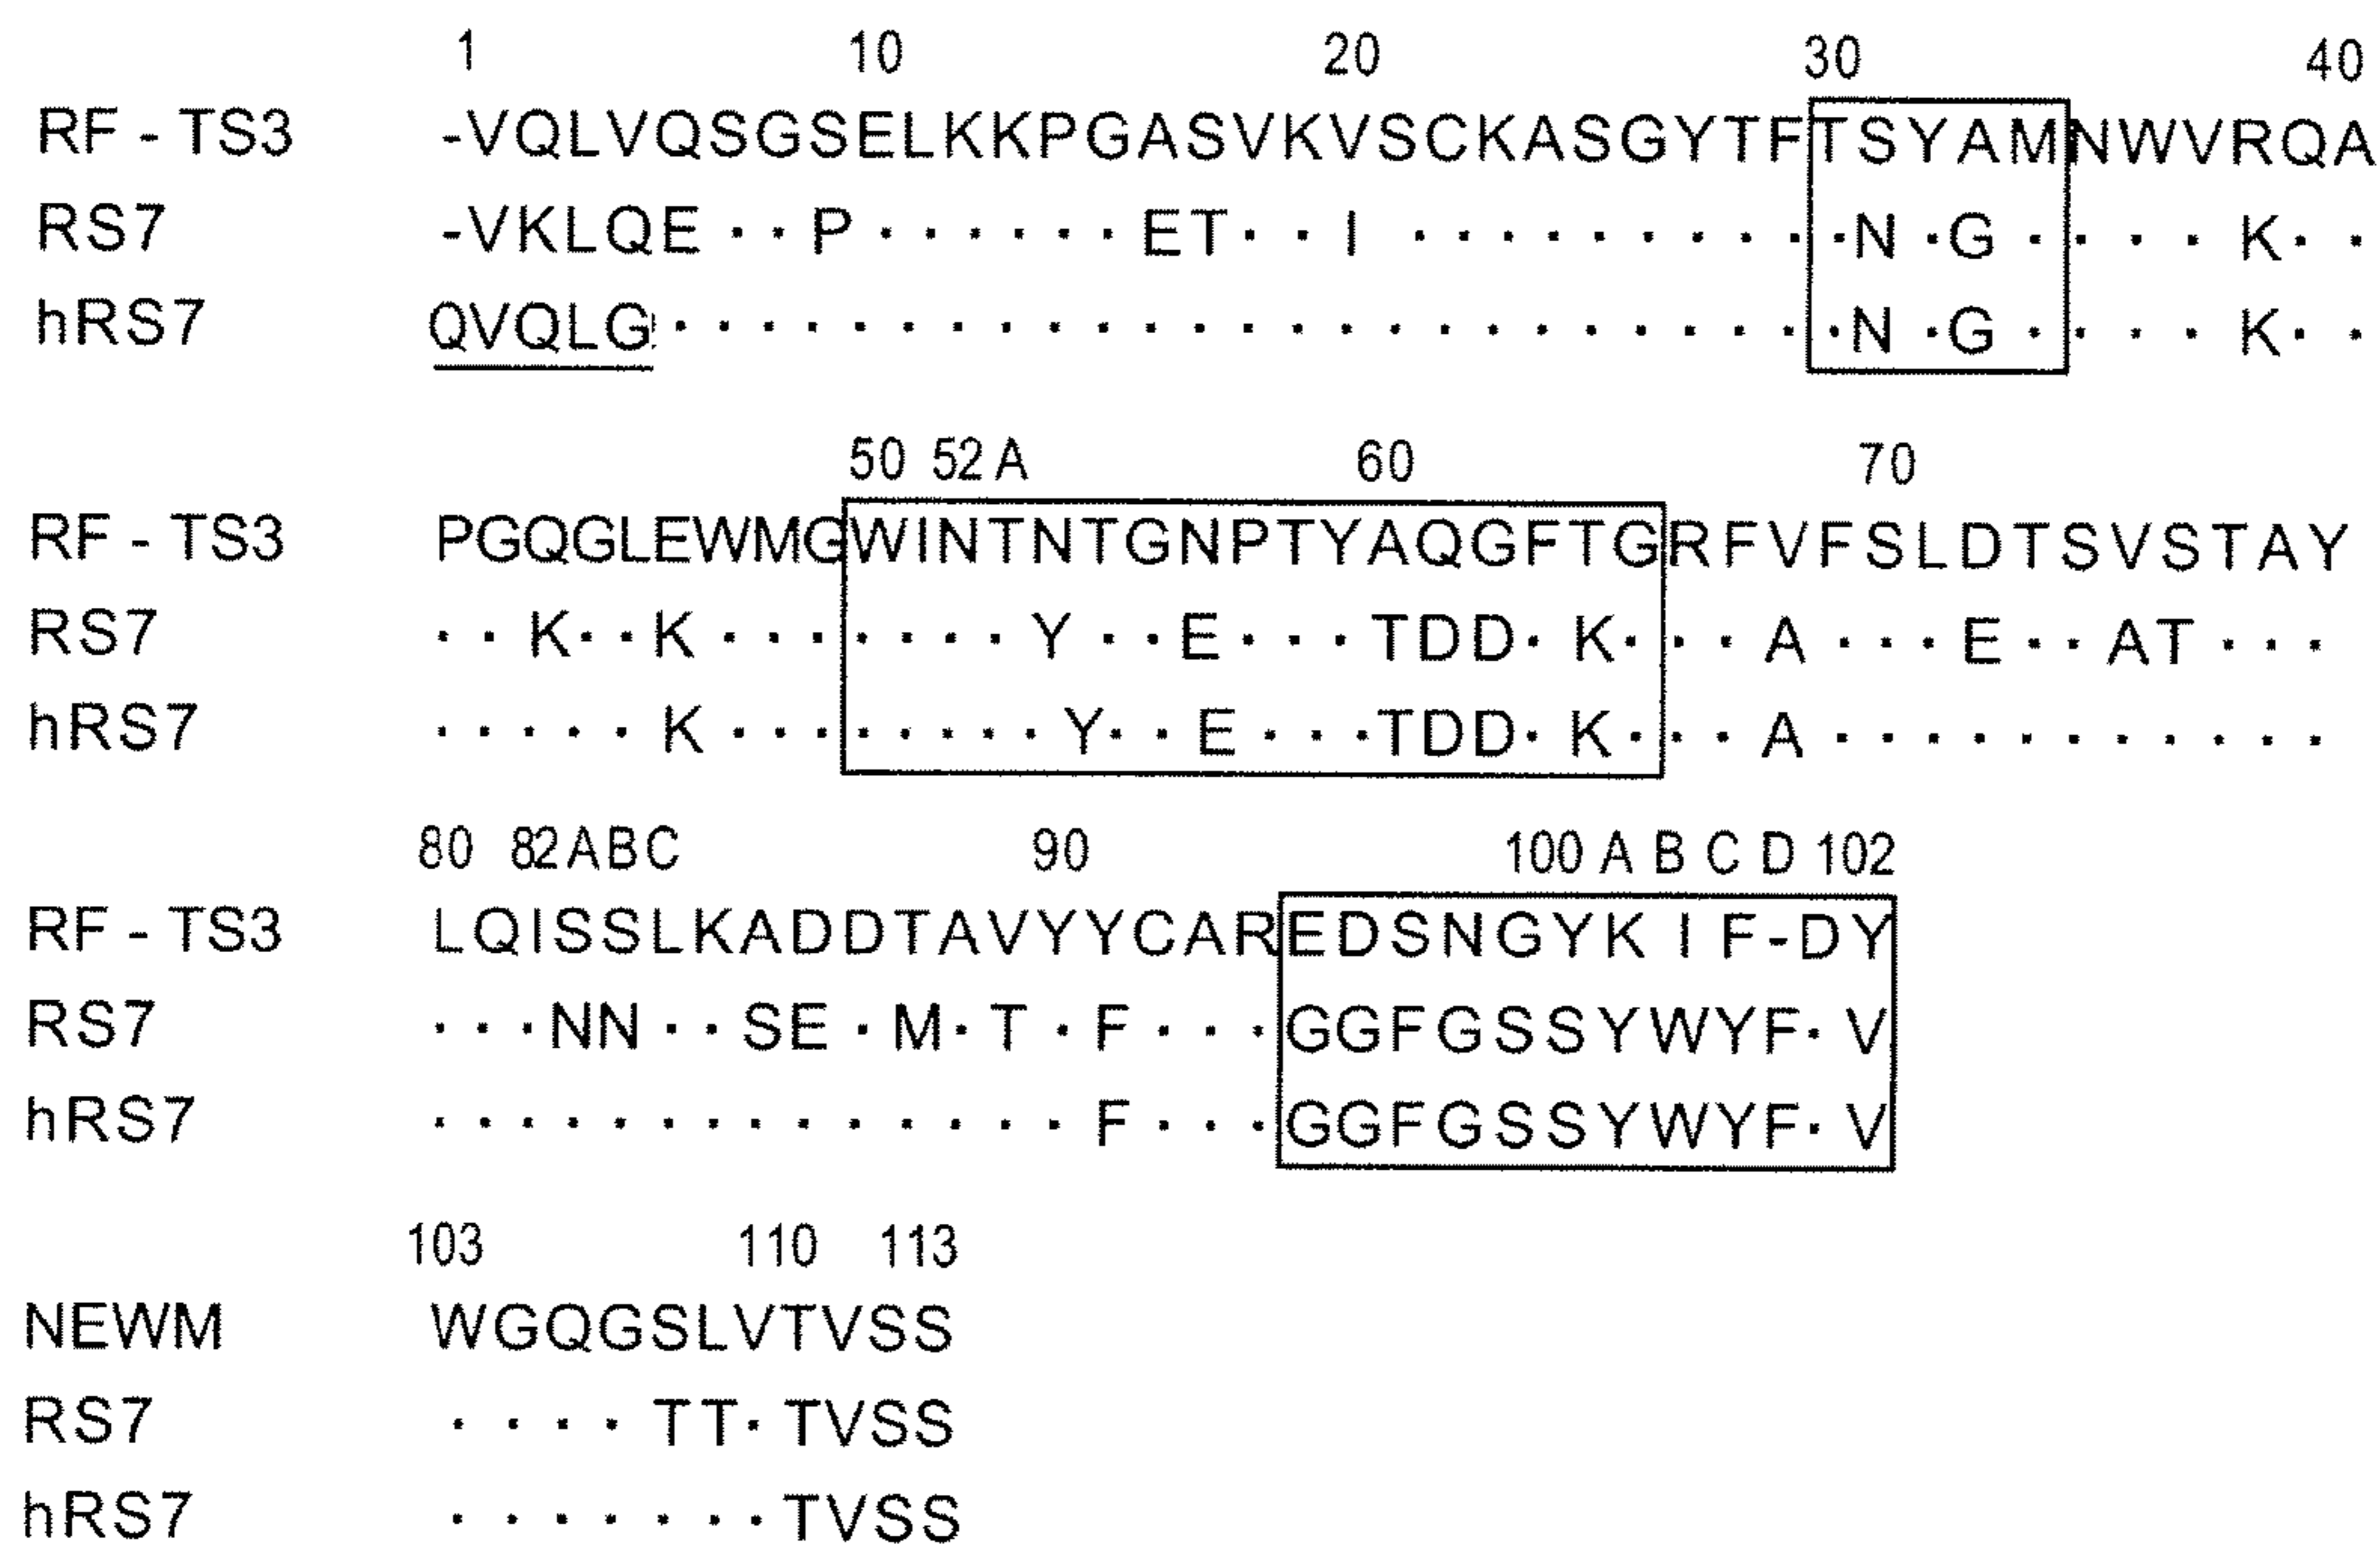 1 10 20 30 40
RF - TS3 -VQLVQSGSELKKPGASVKVSCKASGYTFTSYAMNWVRQA
RS7 -VKLQE··P······ET··I··········N·G····K··
hRS7 QVQLG·························N·G····K··
50 52 A 60 70
RF - TS3 PGQGLEWMGWINTNTGNPTYAQGFTGRFVFSLDTSVSTAY
RS7 ··K··K·······Y··E···TDD·K···A···E··AT···
hRS7 ·····K········Y··E···TDD·K···A···········
80 82ABC 90 100 A B C D 102
RF - TS3 LQISSLKADDTAVYYCAREDSNGYKIF-DY
RS7 ···NN··SE·M·T·F···GGFGSSYWYF·V
hRS7 ··············F···GGFGSSYWYF·V
103 110 113
NEWM WGQGSLVTVSS
RS7 ····TT·TVSS
hRS7 ·······TVSS